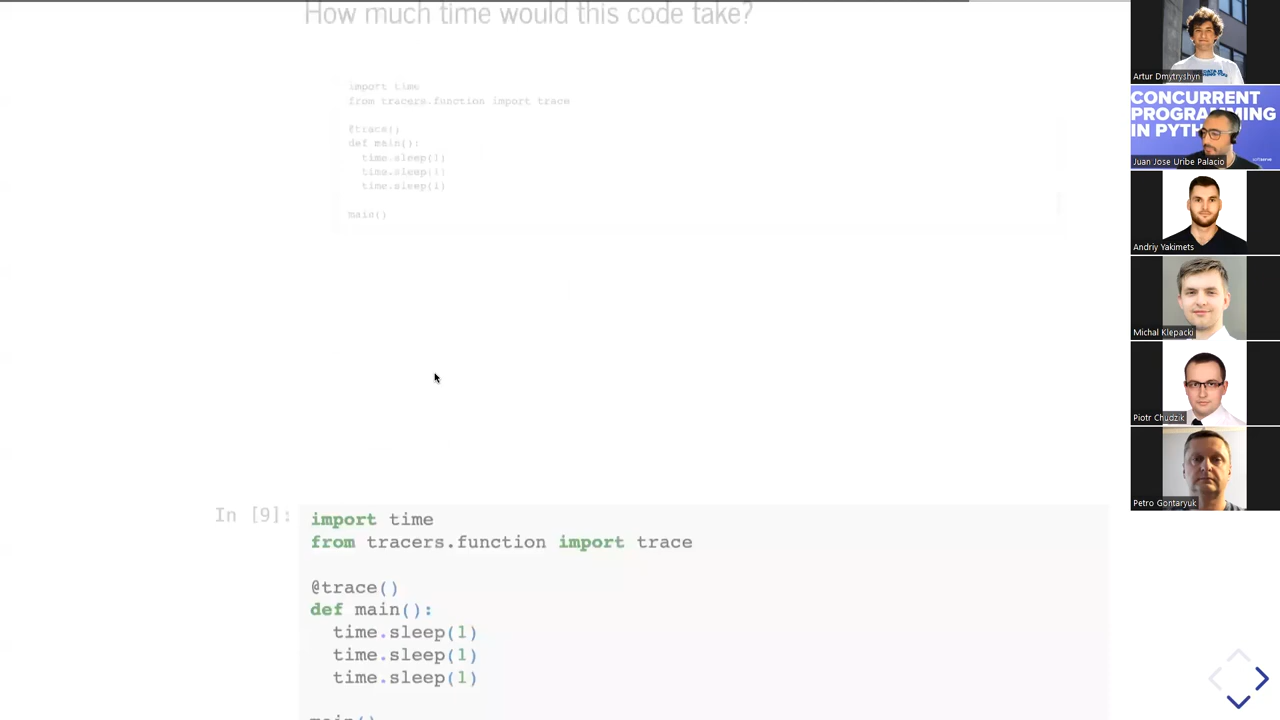 How much time would this code take?
import time
from tracers.function import trace
@trace()
def main():
time.sleep(1)
time.sleep(1)
time.sleep(1)
main()
In [9]:
import time
from tracers.function import trace
@trace()
def main():
time.sleep(1)
time.sleep(1)
time.sleep(1)
main()
Artur Dmytryshyn
CONCURRENT
PROGRAMMING
IN PYTH
softserve
Juan Jose Uribe Palacio
Andriy Yakimets
Michal Klepacki
Piotr Chudzik
Petro Gontaryuk